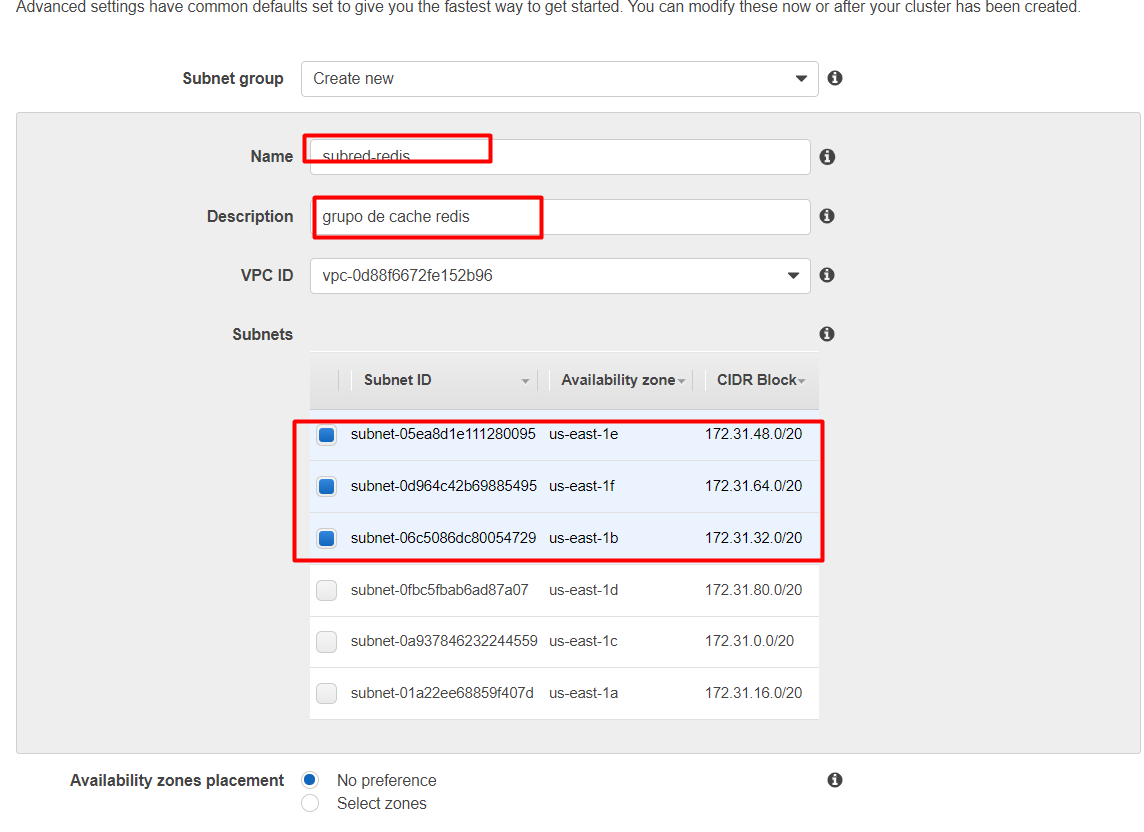 Advanced settings have common defaults set to give you the fastest way to get started. You can modify these now or after your cluster has been created.
Subnet group Create new
Name subred-redis
Description grupo de cache redis
VPC ID vpc-0d88f6672fe152b96
Subnets
Subnet ID Availability zone CIDR Block
subnet-05ea8d1e111280095 us-east-1e 172.31.48.0/20
subnet-0d964c42b69885495 us-east-1f 172.31.64.0/20
subnet-06c5086dc80054729 us-east-1b 172.31.32.0/20
subnet-0fbc5fbab6ad87a07 us-east-1d 172.31.80.0/20
subnet-0a937846232244559 us-east-1c 172.31.0.0/20
subnet-01a22ee68859f407d us-east-1a 172.31.16.0/20
Availability zones placement No preference
Select zones